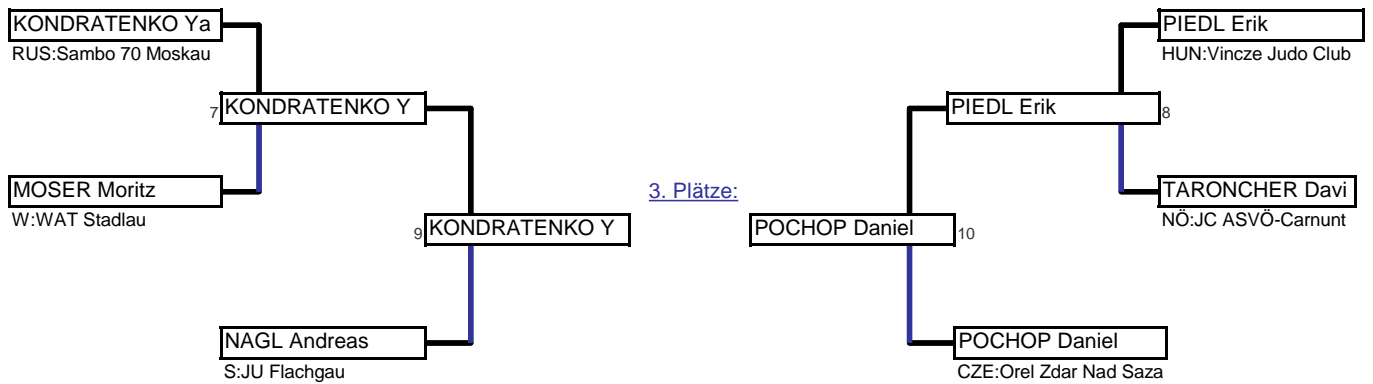 KONDRATENKO Ya
RUS:Sambo 70 Moskau
PIEDL Erik
HUN:Vincze Judo Club
7 KONDRATENKO Y
PIEDL Erik 8
MOSER Moritz
W:WAT Stadlau
3. Plätze:
TARONCHER Davi
NÖ:JC ASVÖ-Carnunt
9 KONDRATENKO Y
POCHOP Daniel 10
NAGL Andreas
S:JU Flachgau
POCHOP Daniel
CZE:Orel Zdar Nad Saza